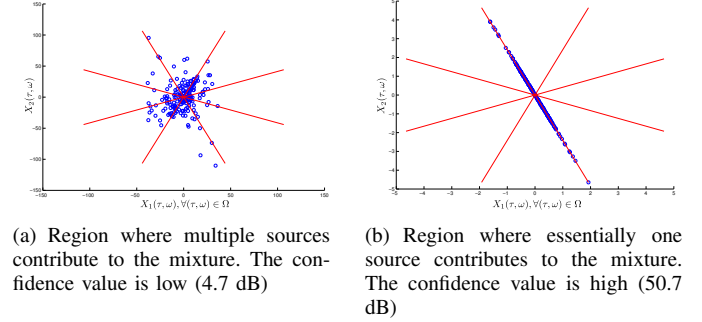 150
100
50
0
-50
-100
-150
-150 -100 -50 0 50 100 150
X₂(τ, ω)
X₁(τ, ω), ∀(τ, ω) ∈ Ω
5
4
3
2
1
0
-1
-2
-3
-4
-5
-5 -4 -3 -2 -1 0 1 2 3 4 5
X₂(τ, ω)
X₁(τ, ω), ∀(τ, ω) ∈ Ω
(a) Region where multiple sources
contribute to the mixture. The con-
fidence value is low (4.7 dB)
(b) Region where essentially one
source contributes to the mixture.
The confidence value is high (50.7
dB)